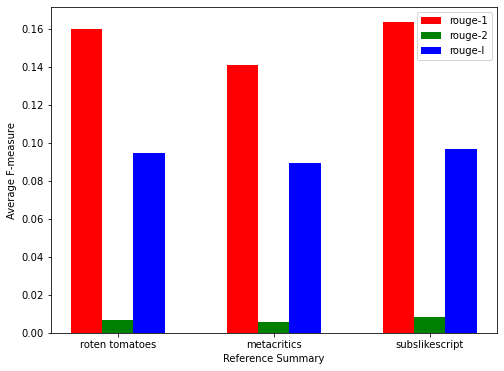 rouge-1
rouge-2
rouge-l
Average F-measure
0.16
0.14
0.12
0.10
0.08
0.06
0.04
0.02
0.00
roten tomatoes
metacritics
subslikescript
Reference Summary